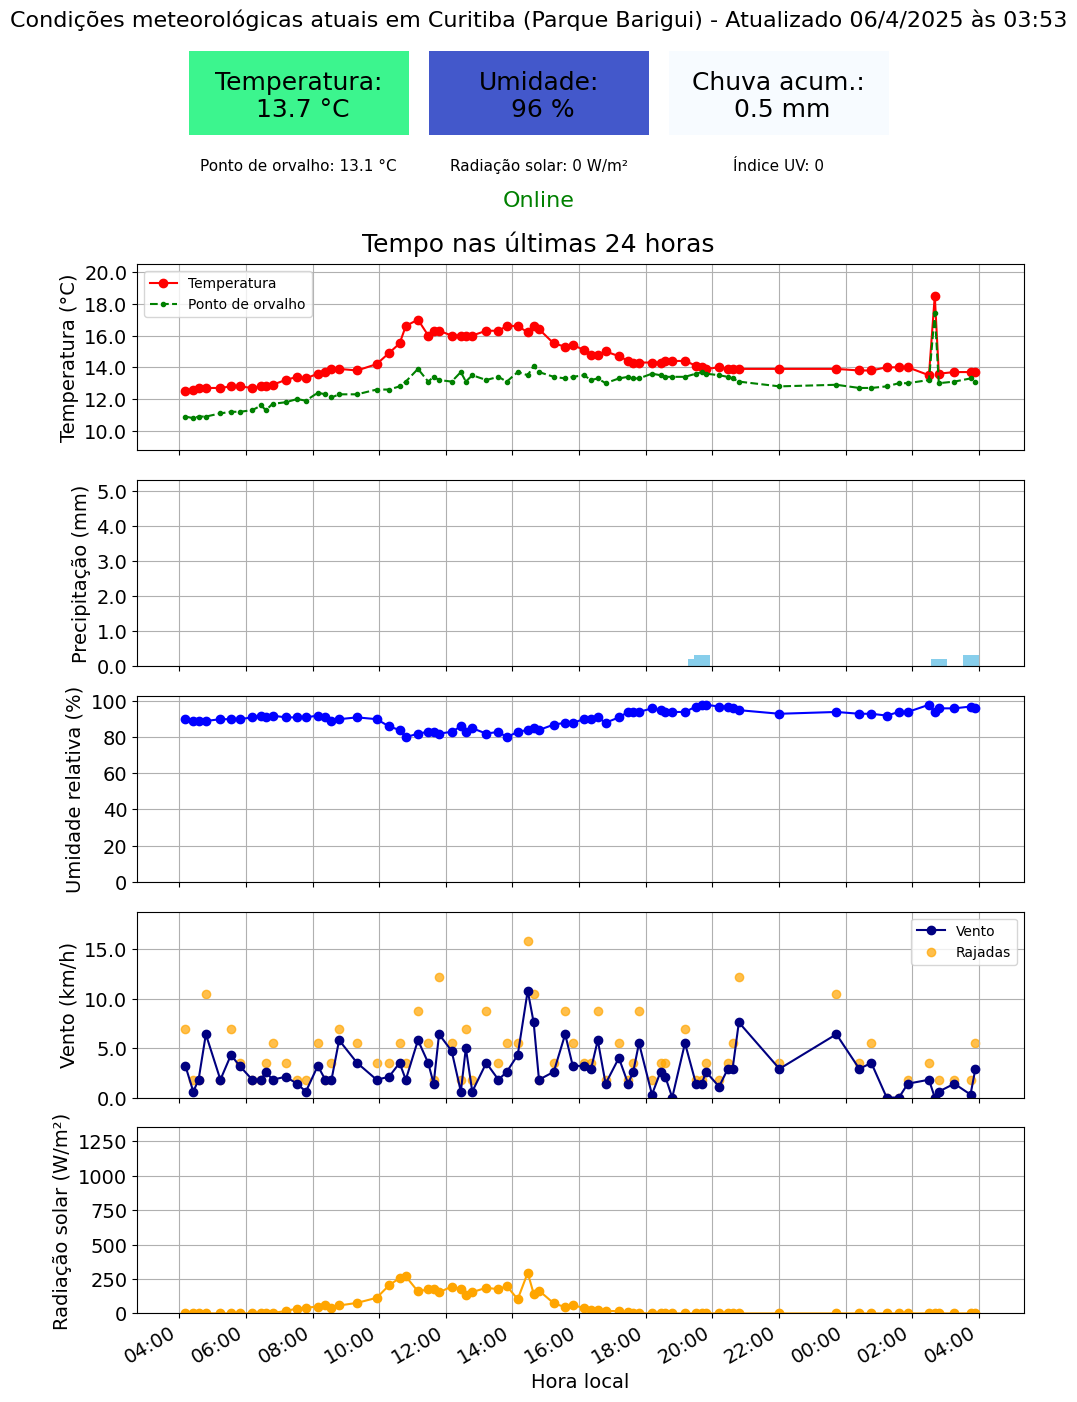 Condições meteorológicas atuais em Curitiba (Parque Barigui) - Atualizado 06/4/2025 às 03:53
Temperatura:
13.7 °C
Umidade:
96 %
Chuva acum.:
0.5 mm
Ponto de orvalho: 13.1 °C
Radiação solar: 0 W/m²
Índice UV: 0
Online
Tempo nas últimas 24 horas
Temperatura (°C)
20.0
18.0
16.0
14.0
12.0
10.0
Temperatura
Ponto de orvalho
Precipitação (mm)
5.0
4.0
3.0
2.0
1.0
0.0
Umidade relativa (%)
100
80
60
40
20
0
Vento (km/h)
15.0
10.0
5.0
0.0
Vento
Rajadas
Radiação solar (W/m²)
1250
1000
750
500
250
0
04:00
06:00
08:00
10:00
12:00
14:00
16:00
18:00
20:00
22:00
00:00
02:00
04:00
Hora local